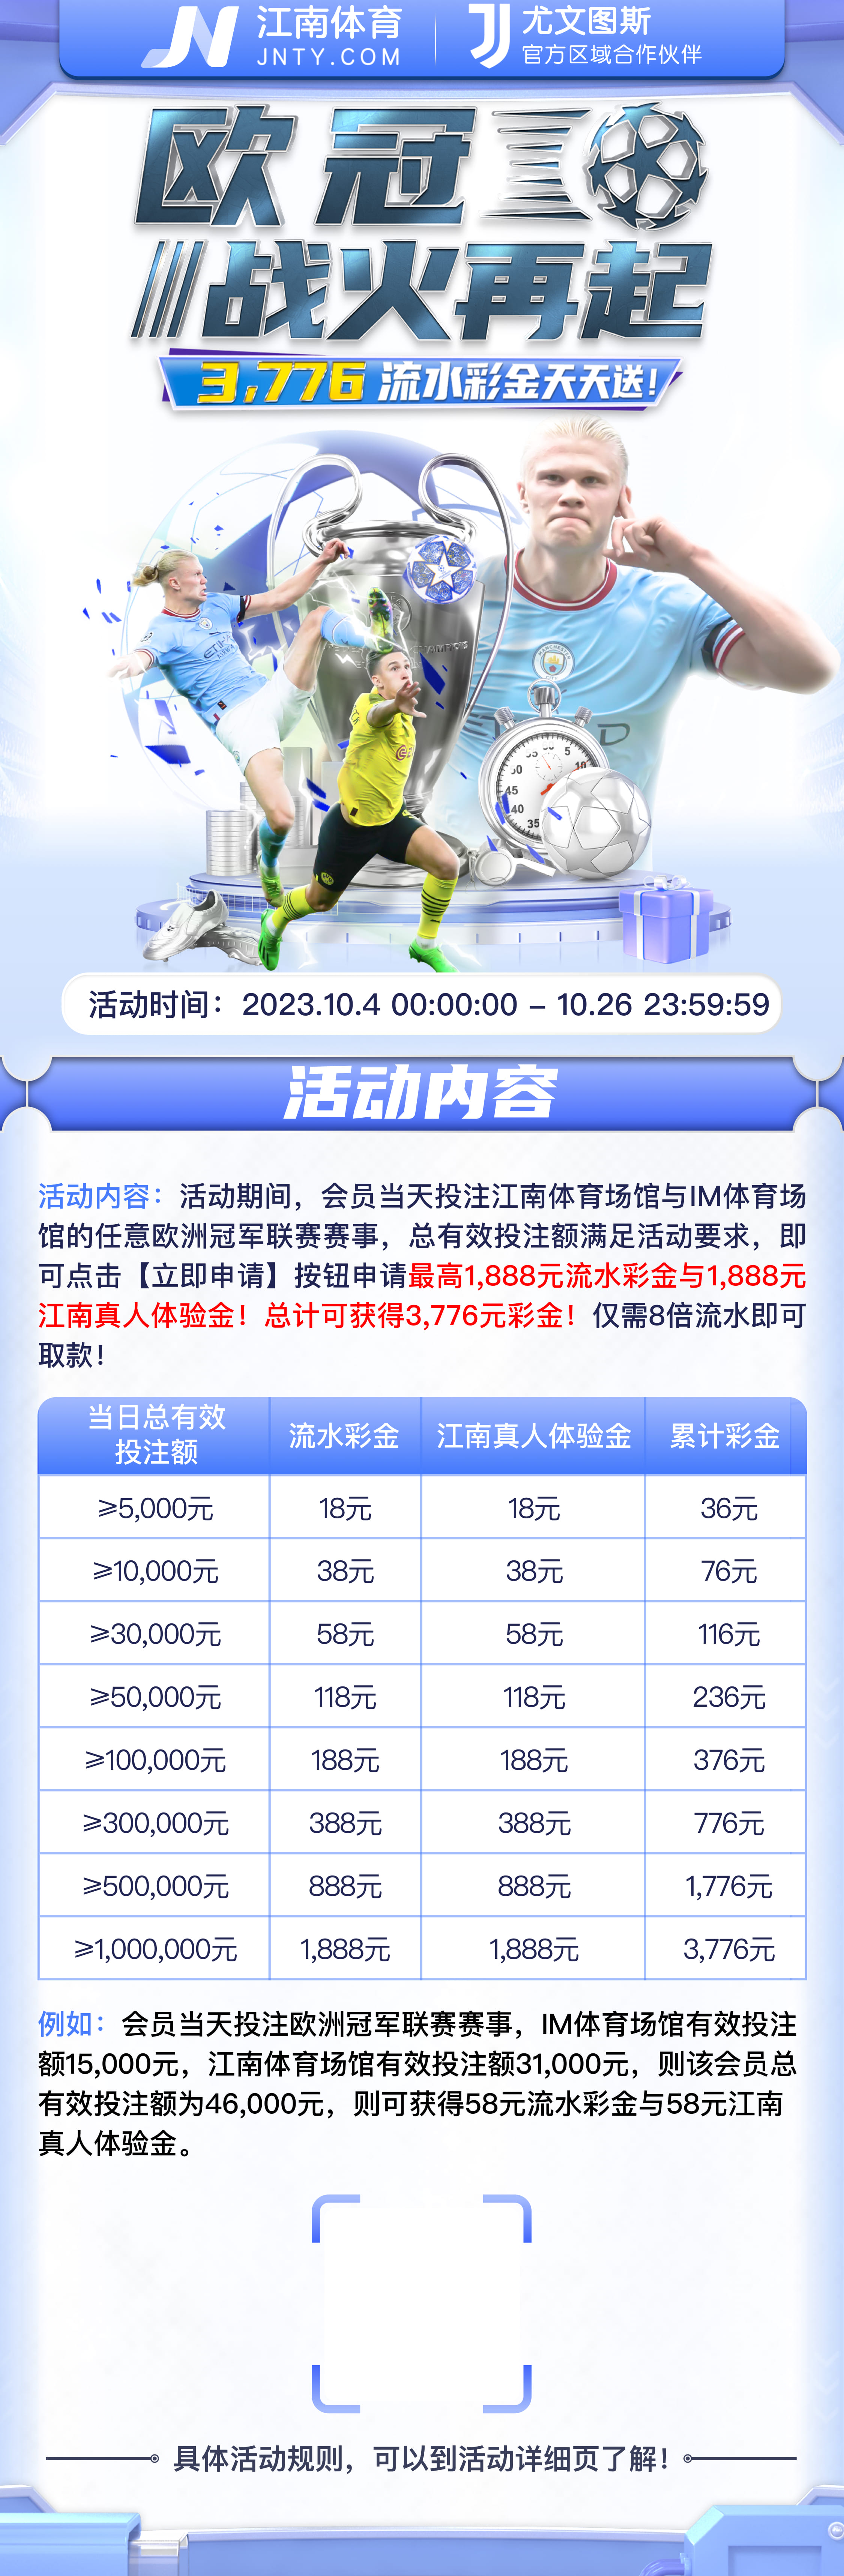 江南体育
JNTY.COM
尤文图斯
官方区域合作伙伴
欧冠
战火再起
3,776 流水彩金天天送!
活动时间：2023.10.4 00:00:00 – 10.26 23:59:59
活动内容
活动内容：活动期间，会员当天投注江南体育场馆与IM体育场
馆的任意欧洲冠军联赛赛事，总有效投注额满足活动要求，即
可点击【立即申请】按钮申请最高1,888元流水彩金与1,888元
江南真人体验金！总计可获得3,776元彩金！仅需8倍流水即可
取款！
当日总有效
投注额
流水彩金
江南真人体验金
累计彩金
≥5,000元 18元 18元 36元
≥10,000元 38元 38元 76元
≥30,000元 58元 58元 116元
≥50,000元 118元 118元 236元
≥100,000元 188元 188元 376元
≥300,000元 388元 388元 776元
≥500,000元 888元 888元 1,776元
≥1,000,000元 1,888元 1,888元 3,776元
例如：会员当天投注欧洲冠军联赛赛事，IM体育场馆有效投注
额15,000元，江南体育场馆有效投注额31,000元，则该会员总
有效投注额为46,000元，则可获得58元流水彩金与58元江南
真人体验金。
具体活动规则，可以到活动详细页了解！